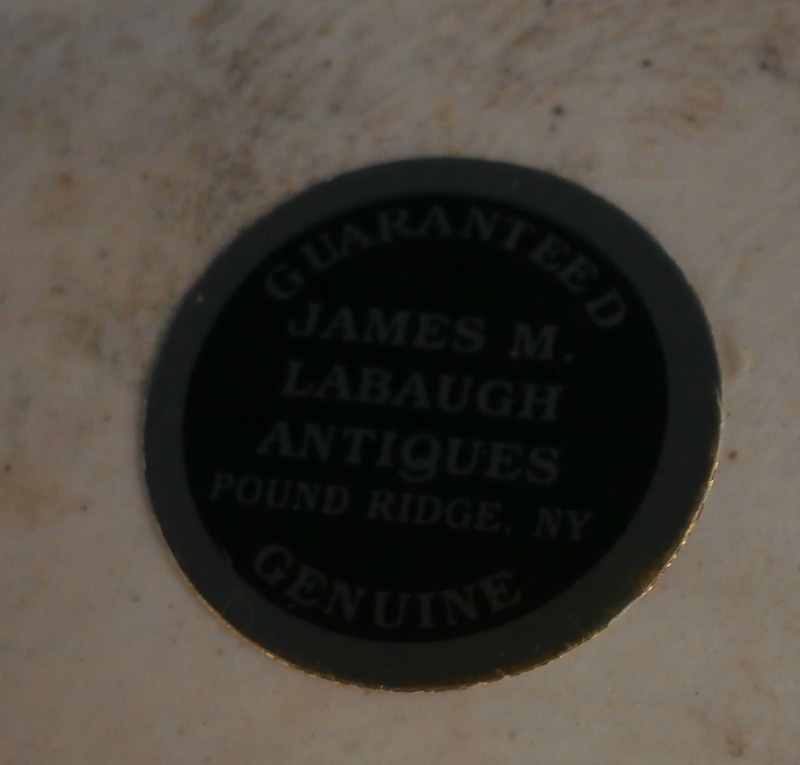 GUARANTEED
JAMES M.
LABAUGH
ANTIQUES
POUND RIDGE, NY
GENUINE